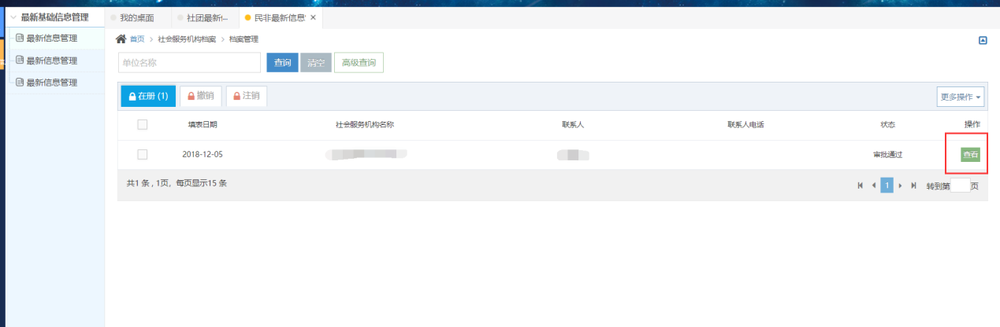 最新基础信息管理
我的桌面
社团最新忄...
民非最新信息'
最新信息管理
最新信息管理
最新信息管理
首页 > 社会服务机构档案 > 档案管理
单位名称
查询
清空
高级查询
在册 (1)
撤销
注销
更多操作
填表日期 社会服务机构名称 联系人 联系人电话 状态 操作
2018-12-05 审批通过 查看
共1 条 , 1页, 每页显示15 条
1 转到第 页